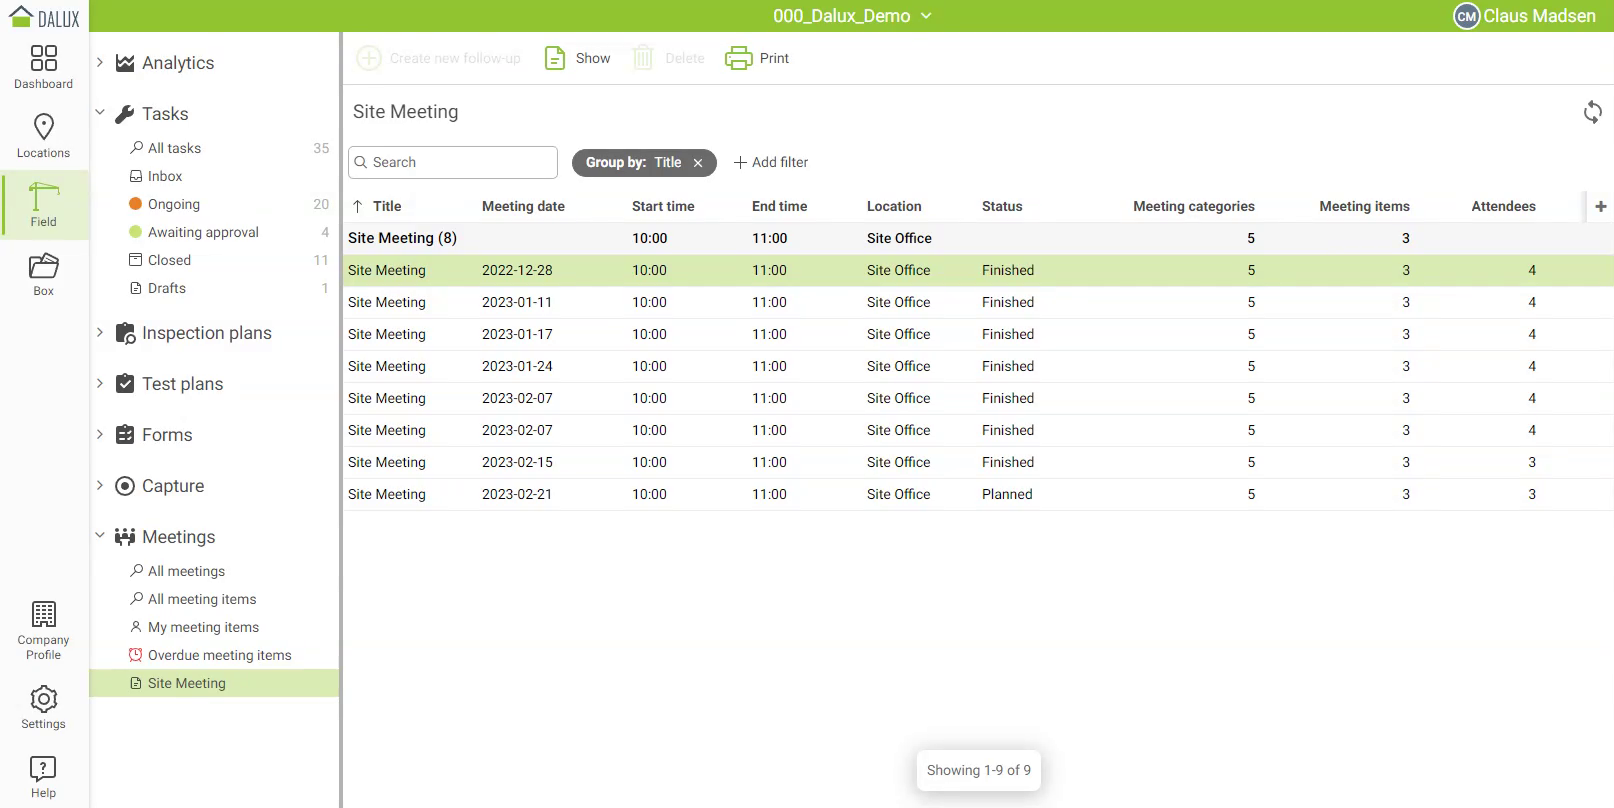 DALUX
000_Dalux_Demo
CM Claus Madsen
Dashboard
Locations
Field
Box
Company
Profile
Settings
Help
Analytics
Tasks
All tasks 35
Inbox
Ongoing 20
Awaiting approval 4
Closed 11
Drafts 1
Inspection plans
Test plans
Forms
Capture
Meetings
All meetings
All meeting items
My meeting items
Overdue meeting items
Site Meeting
Create new follow-up Show Delete Print
Site Meeting
Search Group by: Title × + Add filter
↑ Title Meeting date Start time End time Location Status Meeting categories Meeting items Attendees +
Site Meeting (8) 10:00 11:00 Site Office 5 3
Site Meeting 2022-12-28 10:00 11:00 Site Office Finished 5 3 4
Site Meeting 2023-01-11 10:00 11:00 Site Office Finished 5 3 4
Site Meeting 2023-01-17 10:00 11:00 Site Office Finished 5 3 4
Site Meeting 2023-01-24 10:00 11:00 Site Office Finished 5 3 4
Site Meeting 2023-02-07 10:00 11:00 Site Office Finished 5 3 4
Site Meeting 2023-02-07 10:00 11:00 Site Office Finished 5 3 4
Site Meeting 2023-02-15 10:00 11:00 Site Office Finished 5 3 3
Site Meeting 2023-02-21 10:00 11:00 Site Office Planned 5 3 3
Showing 1-9 of 9